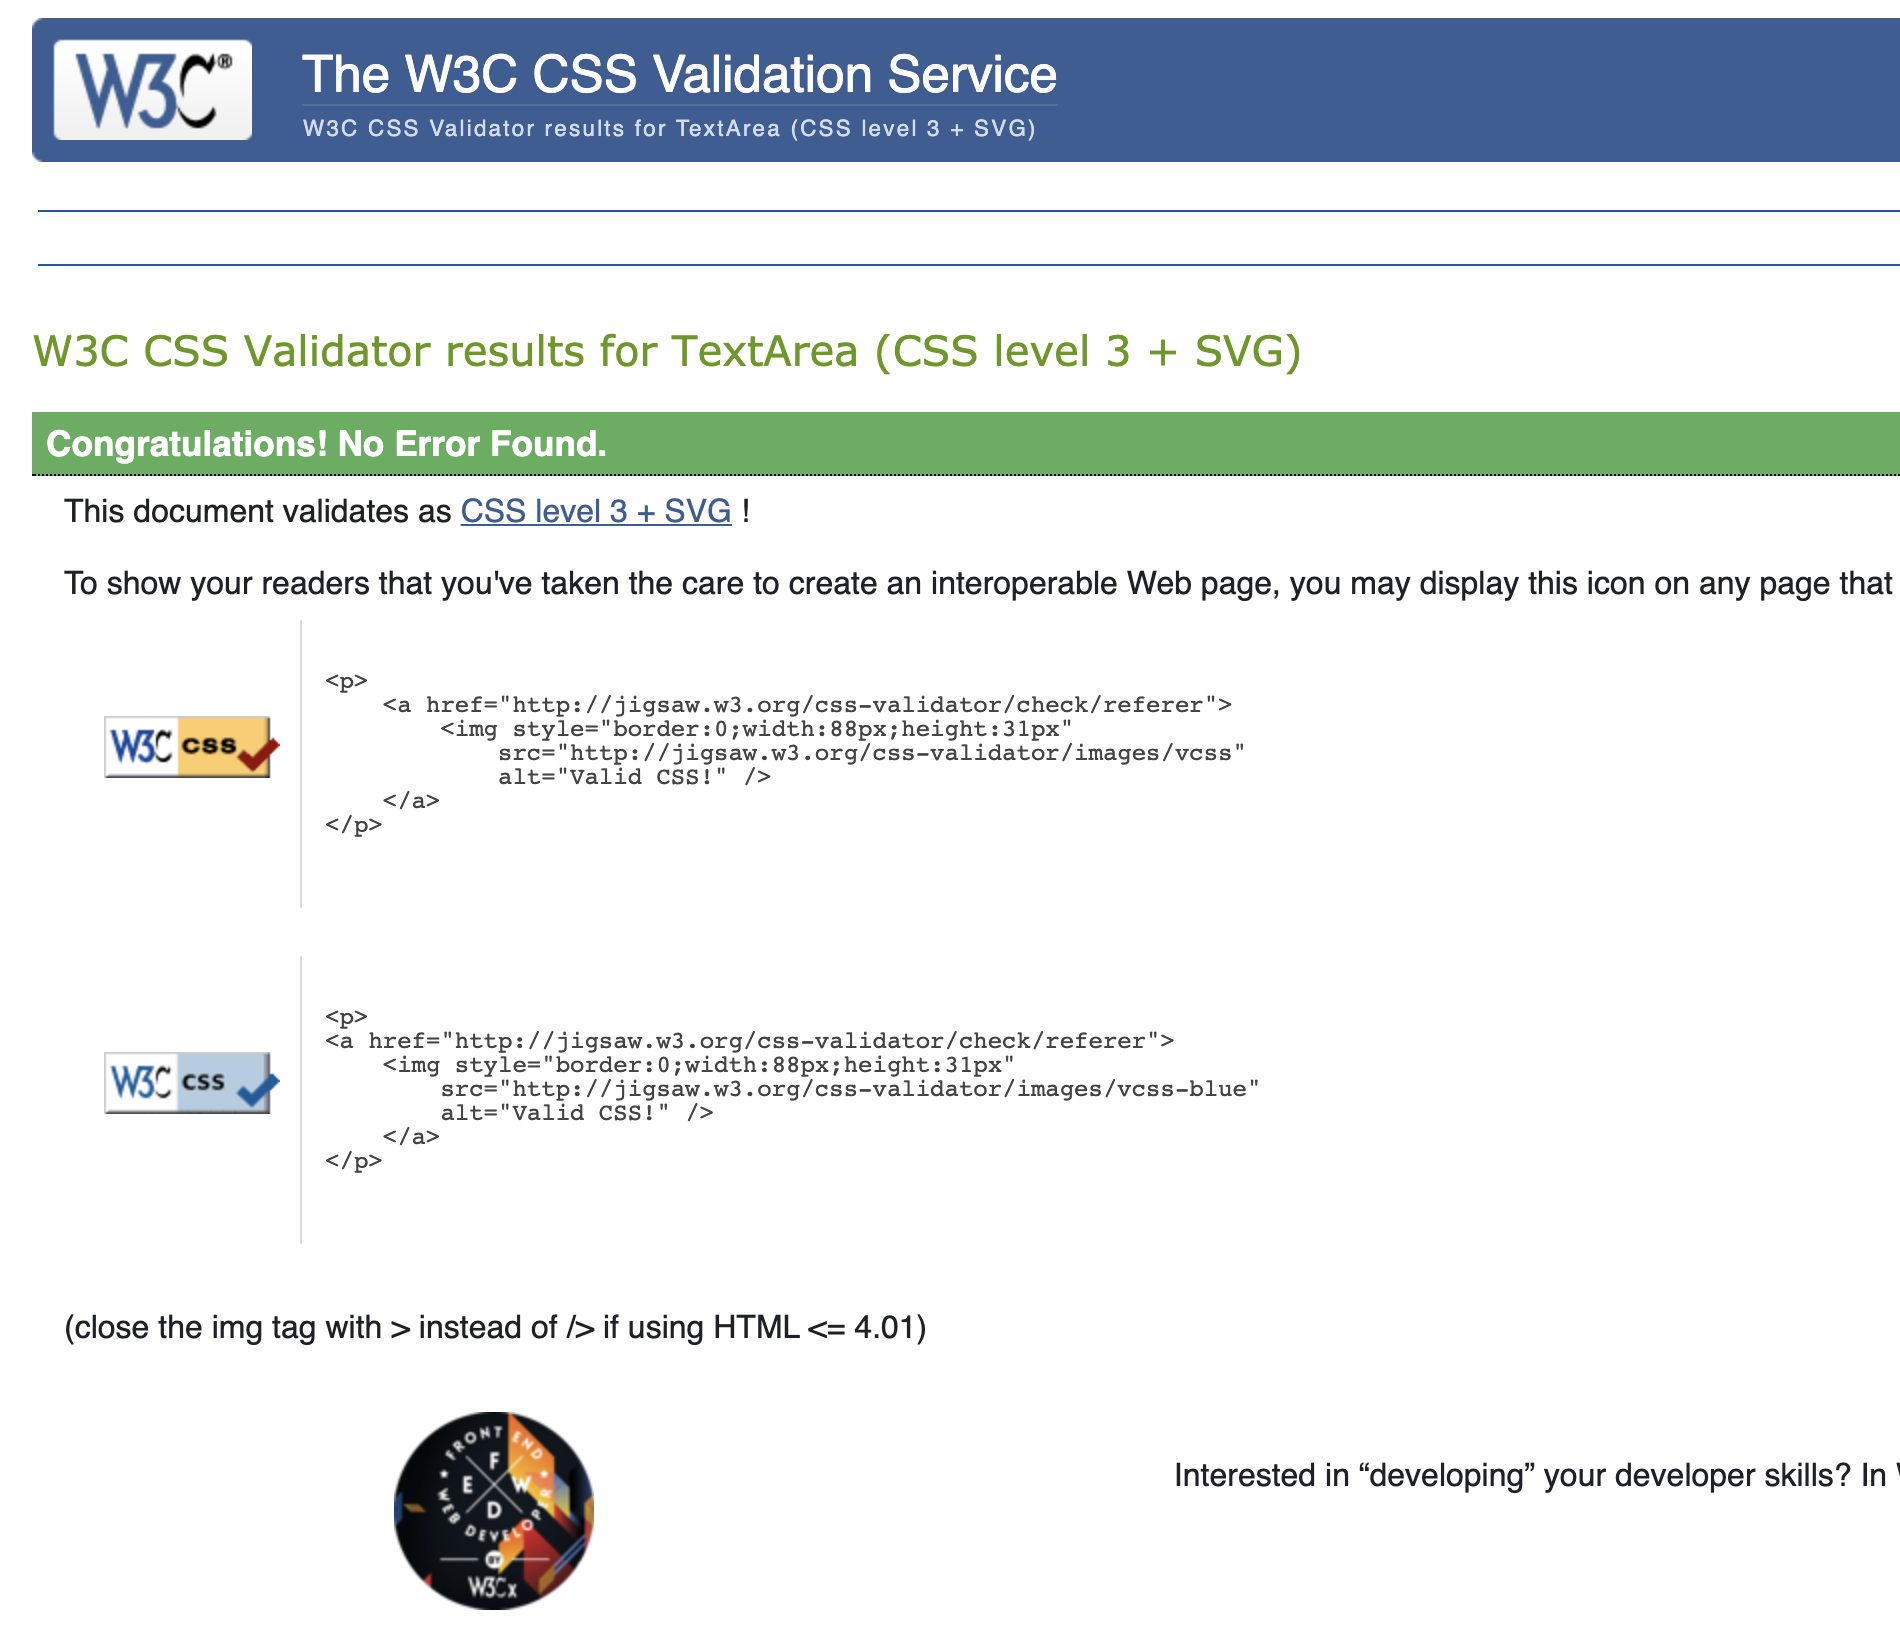 W3C®
The W3C CSS Validation Service
W3C CSS Validator results for TextArea (CSS level 3 + SVG)
W3C CSS Validator results for TextArea (CSS level 3 + SVG)
Congratulations! No Error Found.
This document validates as CSS level 3 + SVG !
To show your readers that you've taken the care to create an interoperable Web page, you may display this icon on any page that
W3C css
<p>
    <a href="http://jigsaw.w3.org/css-validator/check/referer">
        <img style="border:0;width:88px;height:31px"
            src="http://jigsaw.w3.org/css-validator/images/vcss"
            alt="Valid CSS!" />
    </a>
</p>
W3C css
<p>
<a href="http://jigsaw.w3.org/css-validator/check/referer">
    <img style="border:0;width:88px;height:31px"
        src="http://jigsaw.w3.org/css-validator/images/vcss-blue"
        alt="Valid CSS!" />
    </a>
</p>
(close the img tag with > instead of /> if using HTML <= 4.01)
FRONT END
F
E W
D
WEB DEVELOPER
BY
W3Cx
Interested in “developing” your developer skills? In